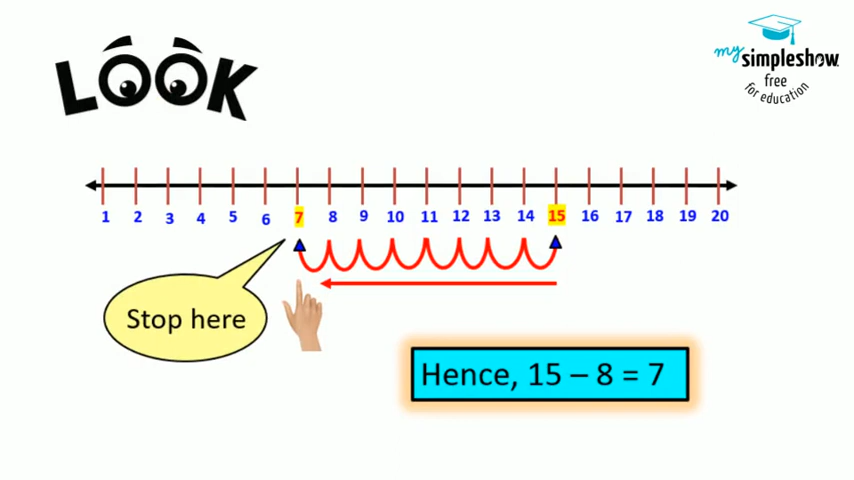 LOOK
my
simpleshow
free
for education
1 2 3 4 5 6 7 8 9 10 11 12 13 14 15 16 17 18 19 20
Stop here
Hence, 15 – 8 = 7